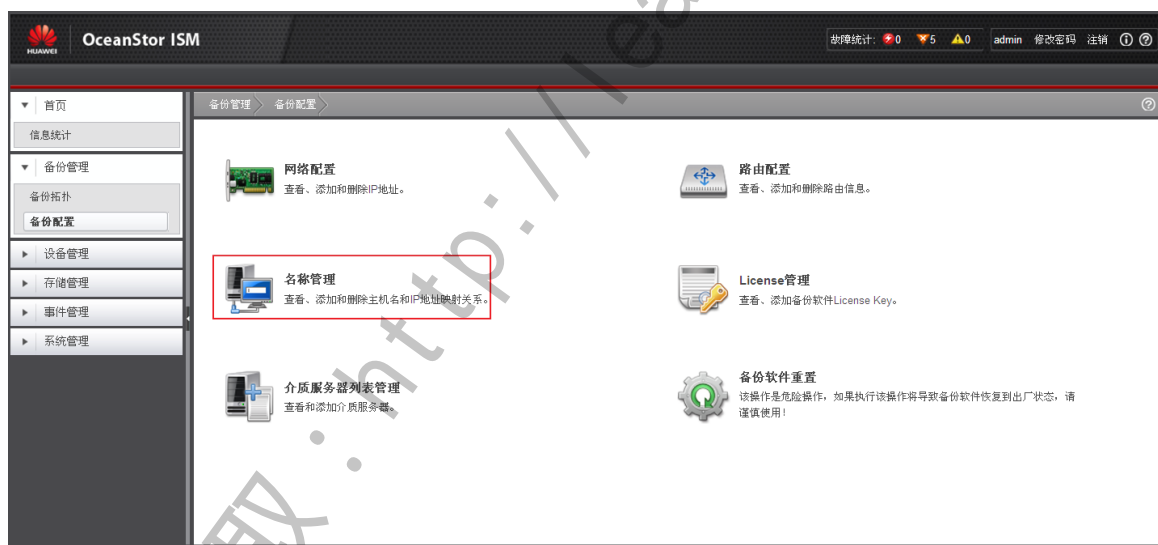 HUAWEI
OceanStor ISM
故障统计: 0 5 0 admin 修改密码 注销
首页
信息统计
备份管理
备份拓扑
备份配置
设备管理
存储管理
事件管理
系统管理
备份管理 备份配置
网络配置
查看、添加和删除IP地址。
路由配置
查看、添加和删除路由信息。
名称管理
查看、添加和删除主机名和IP地址映射关系。
License管理
查看、添加备份软件License Key。
介质服务器列表管理
查看和添加介质服务器。
备份软件重置
该操作是危险操作，如果执行该操作将导致备份软件恢复到出厂状态，请
谨慎使用！
取：http://lea